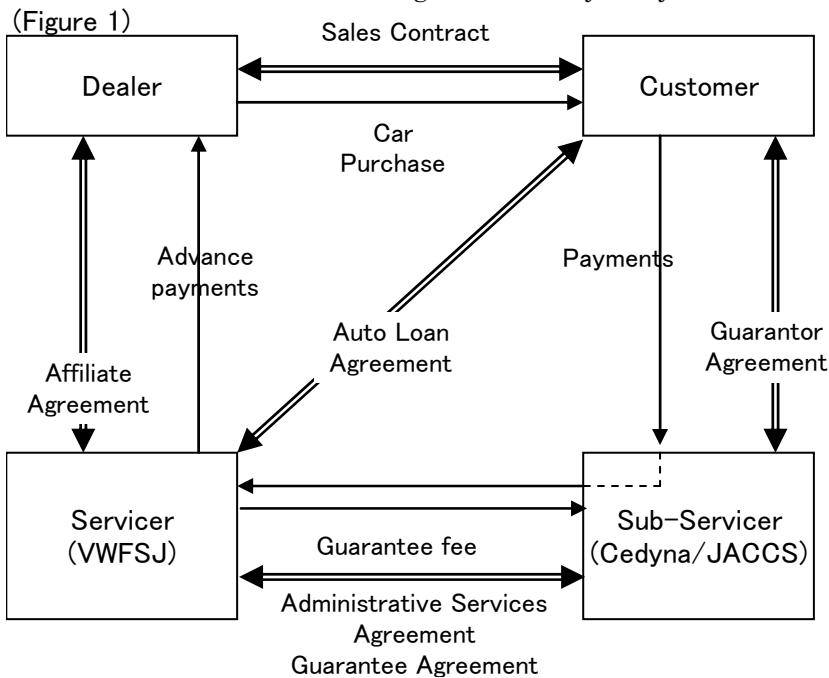 (Figure 1)
Sales Contract
Dealer
Customer
Car
Purchase
Advance
payments
Payments
Auto Loan
Agreement
Guarantor
Agreement
Affiliate
Agreement
Servicer
(VWFSJ)
Sub-Servicer
(Cedyna/JACCS)
Guarantee fee
Administrative Services
Agreement
Guarantee Agreement